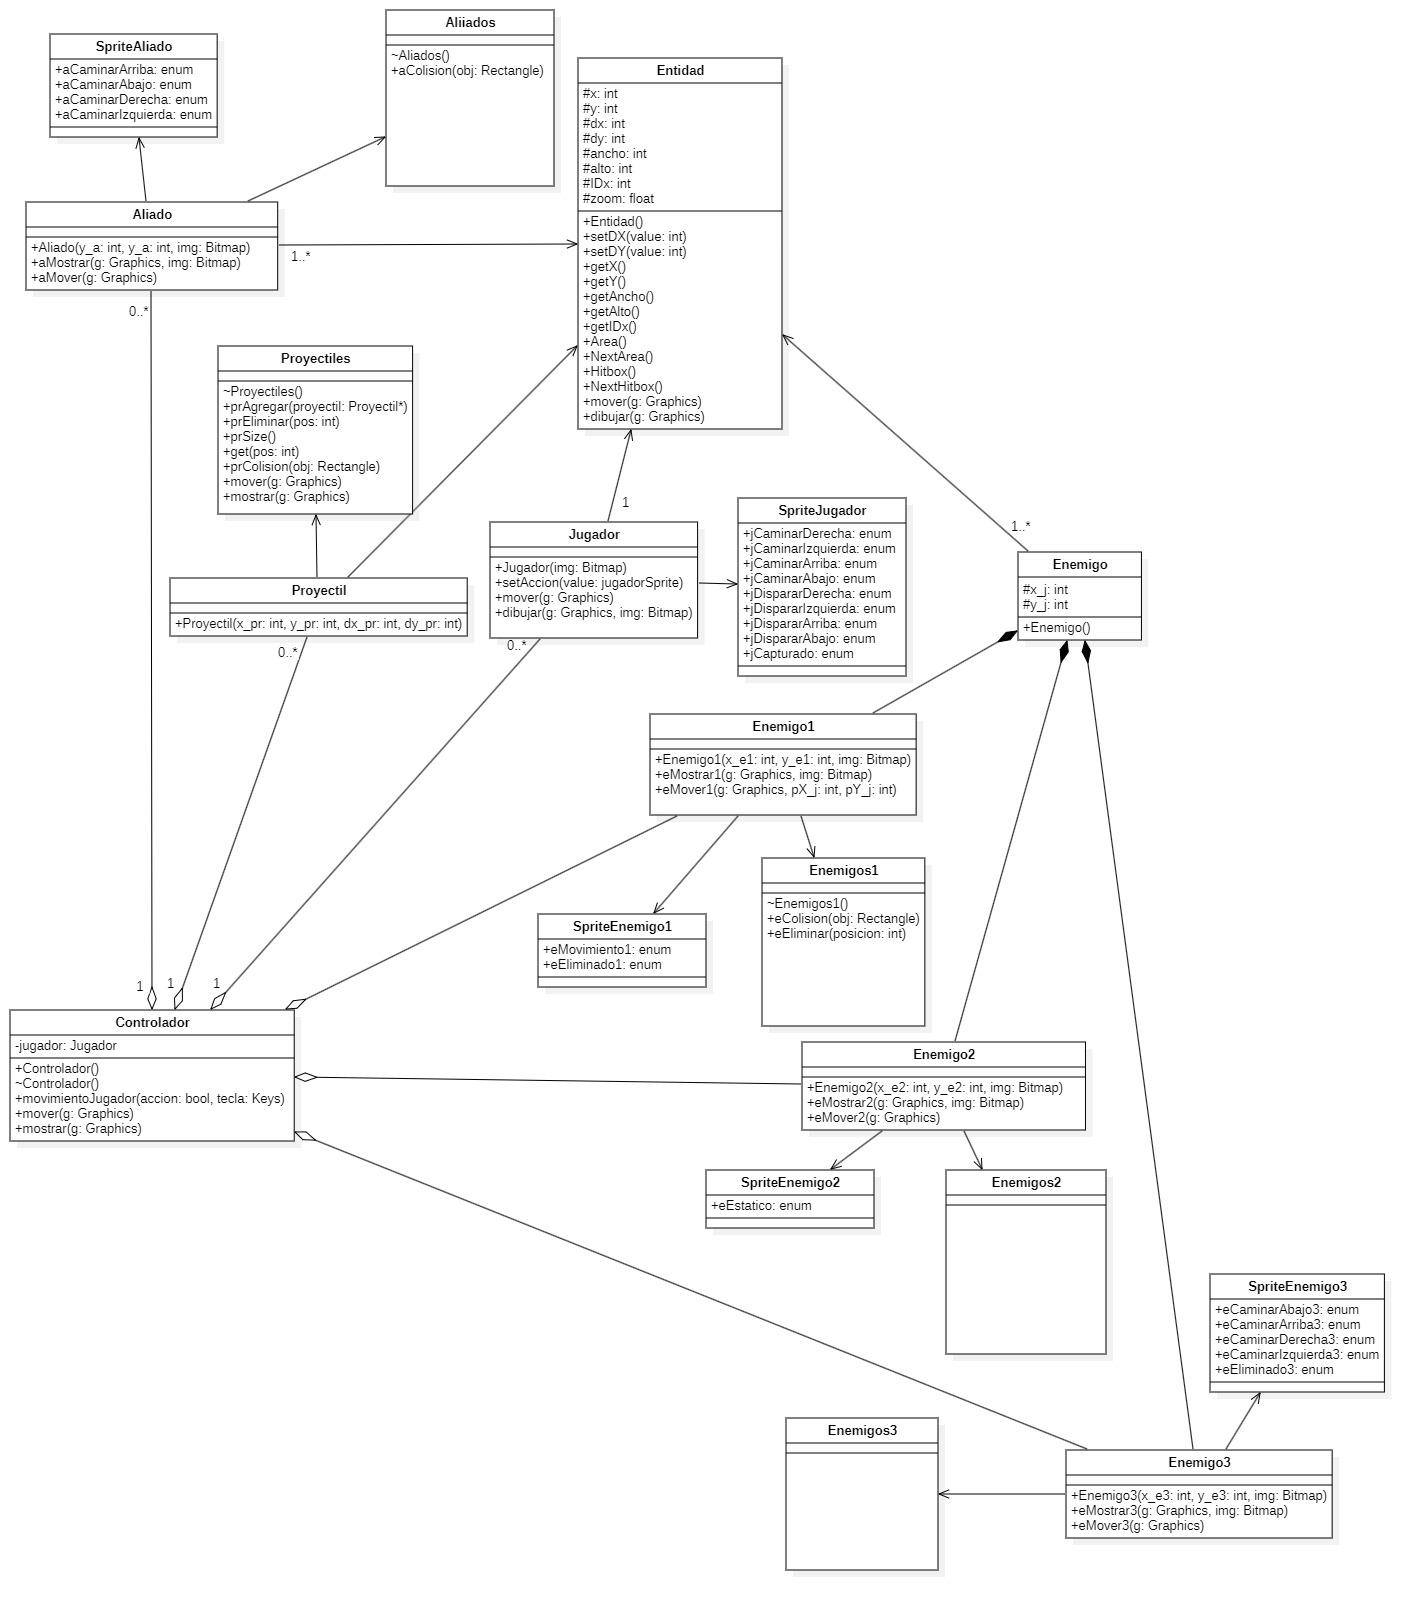 Aliiados
~Aliados()
+aColision(obj: Rectangle)
SpriteAliado
+aCaminarArriba: enum
+aCaminarAbajo: enum
+aCaminarDerecha: enum
+aCaminarIzquierda: enum
Entidad
#x: int
#y: int
#dx: int
#dy: int
#ancho: int
#alto: int
#IDx: int
#zoom: float
+Entidad()
+setDX(value: int)
+setDY(value: int)
+getX()
+getY()
+getAncho()
+getAlto()
+getIDx()
+Area()
+NextArea()
+Hitbox()
+NextHitbox()
+mover(g: Graphics)
+dibujar(g: Graphics)
Aliado
+Aliado(y_a: int, y_a: int, img: Bitmap)
+aMostrar(g: Graphics, img: Bitmap)
+aMover(g: Graphics)
1..*
0..*
Proyectiles
~Proyectiles()
+prAgregar(proyectil: Proyectil*)
+prEliminar(pos: int)
+prSize()
+get(pos: int)
+prColision(obj: Rectangle)
+mover(g: Graphics)
+mostrar(g: Graphics)
1
Jugador
+Jugador(img: Bitmap)
+setAccion(value: jugadorSprite)
+mover(g: Graphics)
+dibujar(g: Graphics, img: Bitmap)
0..*
SpriteJugador
+jCaminarDerecha: enum
+jCaminarIzquierda: enum
+jCaminarArriba: enum
+jCaminarAbajo: enum
+jDispararDerecha: enum
+jDispararIzquierda: enum
+jDispararArriba: enum
+jDispararAbajo: enum
+jCapturado: enum
1..*
Enemigo
#x_j: int
#y_j: int
+Enemigo()
Proyectil
+Proyectil(x_pr: int, y_pr: int, dx_pr: int, dy_pr: int)
0..*
Enemigo1
+Enemigo1(x_e1: int, y_e1: int, img: Bitmap)
+eMostrar1(g: Graphics, img: Bitmap)
+eMover1(g: Graphics, pX_j: int, pY_j: int)
Enemigos1
~Enemigos1()
+eColision(obj: Rectangle)
+eEliminar(posicion: int)
SpriteEnemigo1
+eMovimiento1: enum
+eEliminado1: enum
1
1
1
Controlador
-jugador: Jugador
+Controlador()
~Controlador()
+movimientoJugador(accion: bool, tecla: Keys)
+mover(g: Graphics)
+mostrar(g: Graphics)
Enemigo2
+Enemigo2(x_e2: int, y_e2: int, img: Bitmap)
+eMostrar2(g: Graphics, img: Bitmap)
+eMover2(g: Graphics)
SpriteEnemigo2
+eEstatico: enum
Enemigos2
SpriteEnemigo3
+eCaminarAbajo3: enum
+eCaminarArriba3: enum
+eCaminarDerecha3: enum
+eCaminarIzquierda3: enum
+eEliminado3: enum
Enemigos3
Enemigo3
+Enemigo3(x_e3: int, y_e3: int, img: Bitmap)
+eMostrar3(g: Graphics, img: Bitmap)
+eMover3(g: Graphics)